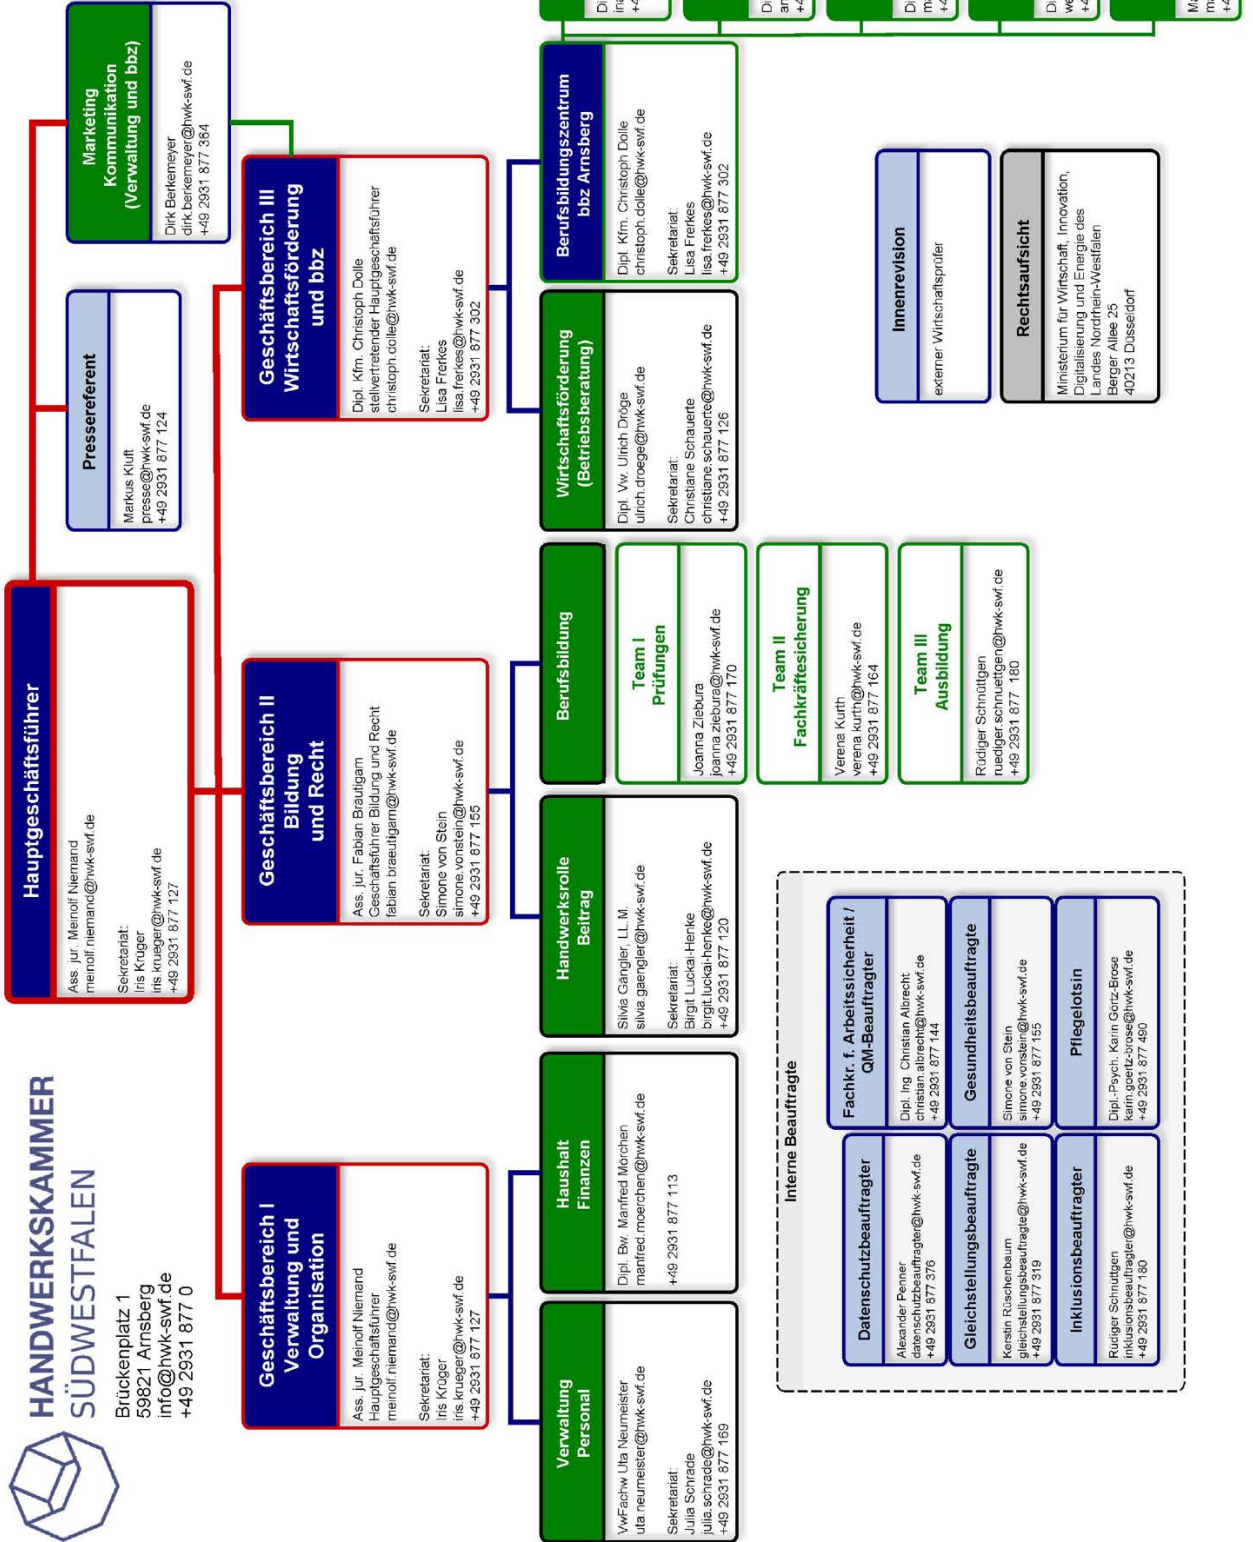 HANDWERKSKAMMER
SÜDWESTFALEN
Brückenplatz 1
59821 Arnsberg
info@hwk-swf.de
+49 2931 877 0
Hauptgeschäftsführer
Ass. jur. Meinolf Niemand
meinolf.niemand@hwk-swf.de
Sekretariat:
Iris Krüger
iris.krueger@hwk-swf.de
+49 2931 877 127
Pressereferent
Markus Kluft
presse@hwk-swf.de
+49 2931 877 124
Marketing
Kommunikation
(Verwaltung und bbz)
Dirk Berkemeyer
dirk.berkemeyer@hwk-swf.de
+49 2931 877 364
Geschäftsbereich I
Verwaltung und
Organisation
Ass. jur. Meinolf Niemand
Hauptgeschäftsführer
meinolf.niemand@hwk-swf.de
Sekretariat:
Iris Krüger
iris.krueger@hwk-swf.de
+49 2931 877 127
Geschäftsbereich II
Bildung
und Recht
Ass. jur. Fabian Bräutigam
Geschäftsführer Bildung und Recht
fabian.braeutigam@hwk-swf.de
Sekretariat:
Simone von Stein
simone.vonstein@hwk-swf.de
+49 2931 877 155
Geschäftsbereich III
Wirtschaftsförderung
und bbz
Dipl. Kfm. Christoph Dolle
stellvertretender Hauptgeschäftsführer
christoph.dolle@hwk-swf.de
Sekretariat:
Lisa Frerkes
lisa.frerkes@hwk-swf.de
+49 2931 877 302
Verwaltung
Personal
VwFachw Uta Neumeister
uta.neumeister@hwk-swf.de
Sekretariat:
Julia Schrade
julia.schrade@hwk-swf.de
+49 2931 877 169
Haushalt
Finanzen
Dipl. Bw. Manfred Mörchen
manfred.moerchen@hwk-swf.de
+49 2931 877 113
Handwerksrolle
Beitrag
Silvia Gängler, LL.M.
silvia.gaengler@hwk-swf.de
Sekretariat:
Birgit Luckai-Henke
birgit.luckai-henke@hwk-swf.de
+49 2931 877 120
Berufsbildung
Team I
Prüfungen
Joanna Ziebura
joanna.ziebura@hwk-swf.de
+49 2931 877 170
Team II
Fachkräftesicherung
Verena Kurth
verena.kurth@hwk-swf.de
+49 2931 877 164
Team III
Ausbildung
Rüdiger Schnüttgen
ruediger.schnuettgen@hwk-swf.de
+49 2931 877 180
Wirtschaftsförderung
(Betriebsberatung)
Dipl. Vw. Ulrich Dröge
ulrich.droege@hwk-swf.de
Sekretariat:
Christiane Schauerte
christiane.schauerte@hwk-swf.de
+49 2931 877 126
Berufsbildungszentrum
bbz Arnsberg
Dipl. Kfm. Christoph Dolle
christoph.dolle@hwk-swf.de
Sekretariat:
Lisa Frerkes
lisa.frerkes@hwk-swf.de
+49 2931 877 302
Interne Beauftragte
Datenschutzbeauftragter
Alexander Penner
datenschutzbeauftragter@hwk-swf.de
+49 2931 877 376
Fachkr. f. Arbeitssicherheit /
QM-Beauftragter
Dipl. Ing. Christian Albrecht
christian.albrecht@hwk-swf.de
+49 2931 877 144
Gleichstellungsbeauftragte
Kerstin Rüschenbaum
gleichstellungsbeauftragte@hwk-swf.de
+49 2931 877 319
Gesundheitsbeauftragte
Simone von Stein
simone.vonstein@hwk-swf.de
+49 2931 877 155
Inklusionsbeauftragter
Rüdiger Schnüttgen
inklusionsbeauftragter@hwk-swf.de
+49 2931 877 180
Pflegelotsin
Dipl.-Psych. Karin Görtz-Brose
karin.goertz-brose@hwk-swf.de
+49 2931 877 490
Innenrevision
externer Wirtschaftsprüfer
Rechtsaufsicht
Ministerium für Wirtschaft, Innovation,
Digitalisierung und Energie des
Landes Nordrhein-Westfalen
Berger Allee 25
40213 Düsseldorf